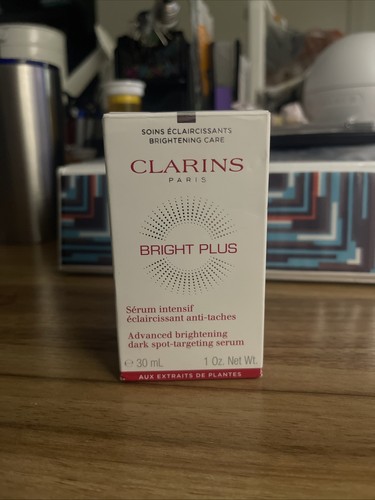 SOINS ÉCLAIRCISSANTS
BRIGHTENING CARE
CLARINS
PARIS
BRIGHT PLUS
Sérum intensif
éclaircissant anti-taches
Advanced brightening
dark spot-targeting serum
℮ 30 mL 1 Oz. Net Wt.
AUX EXTRAITS DE PLANTES